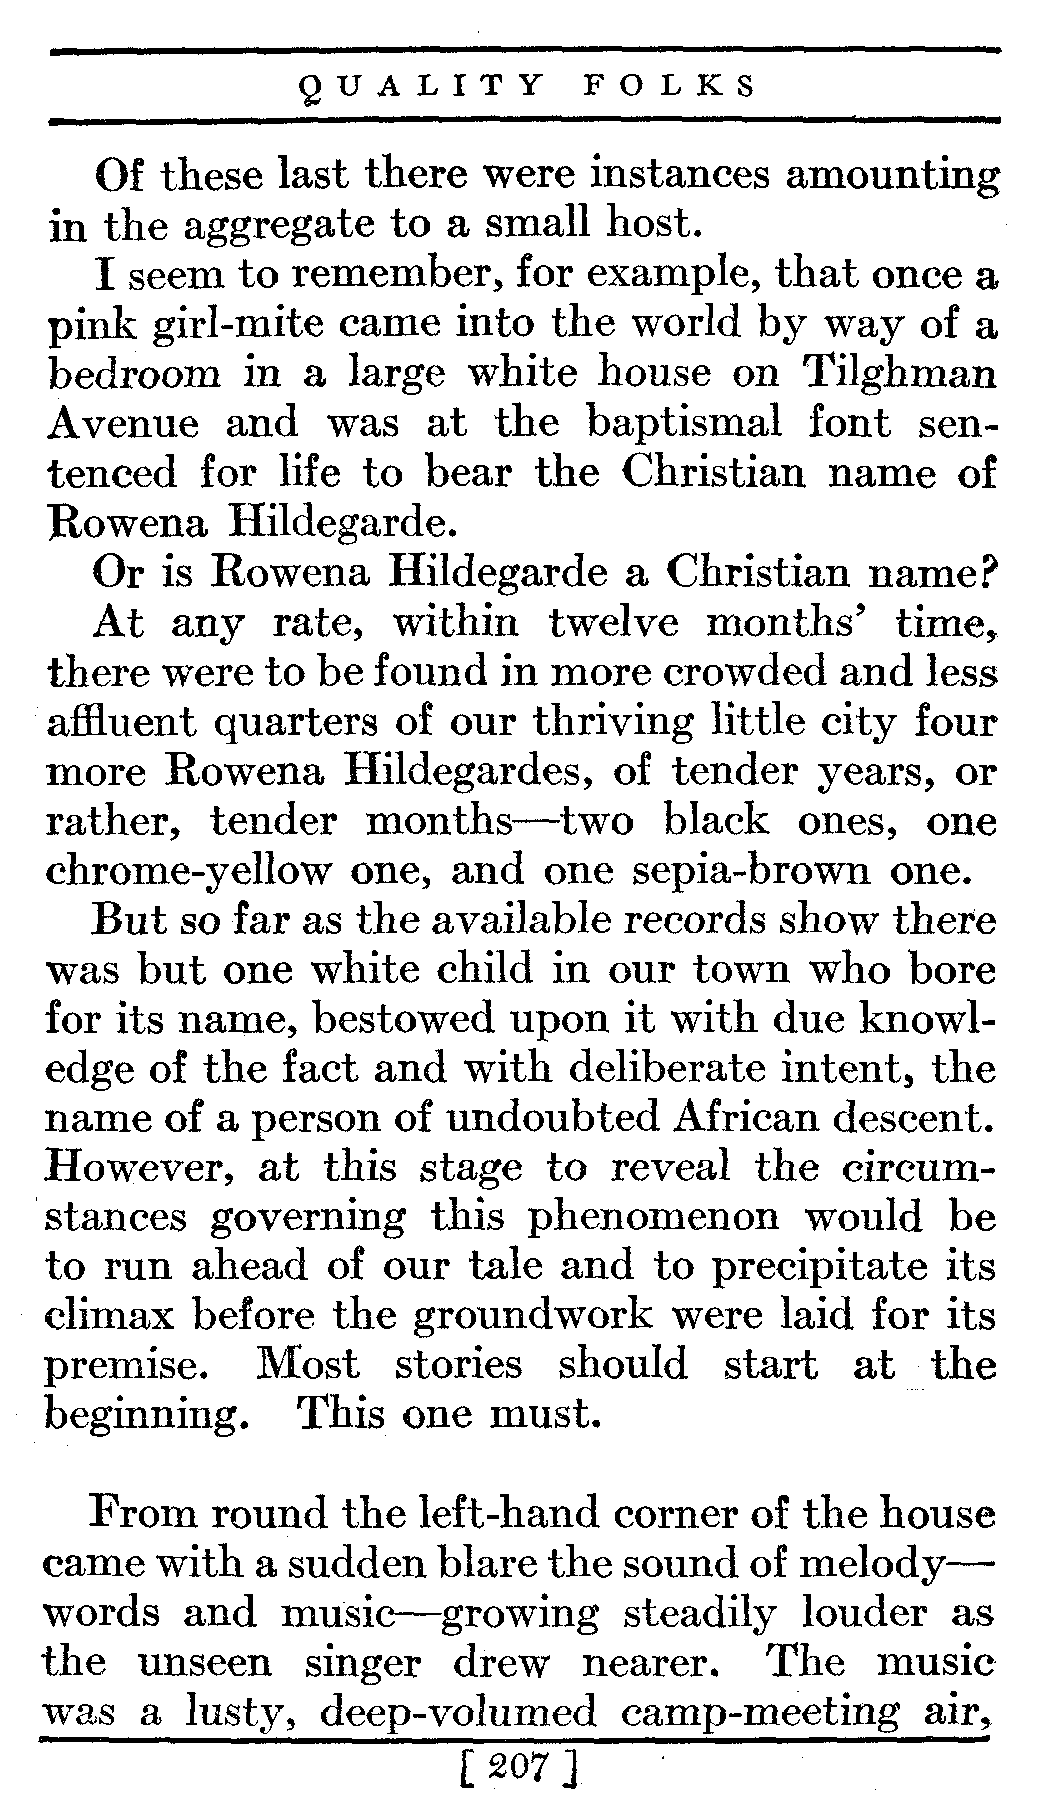 QUALITY FOLKS
Of these last there were instances amounting
in the aggregate to a small host.
I seem to remember, for example, that once a
pink girl-mite came into the world by way of a
bedroom in a large white house on Tilghman
Avenue and was at the baptismal font sen-
tenced for life to bear the Christian name of
Rowena Hildegarde.
Or is Rowena Hildegarde a Christian name?
At any rate, within twelve months’ time,
there were to be found in more crowded and less
affluent quarters of our thriving little city four
more Rowena Hildegardes, of tender years, or
rather, tender months—two black ones, one
chrome-yellow one, and one sepia-brown one.
But so far as the available records show there
was but one white child in our town who bore
for its name, bestowed upon it with due knowl-
edge of the fact and with deliberate intent, the
name of a person of undoubted African descent.
However, at this stage to reveal the circum-
stances governing this phenomenon would be
to run ahead of our tale and to precipitate its
climax before the groundwork were laid for its
premise. Most stories should start at the
beginning. This one must.
From round the left-hand corner of the house
came with a sudden blare the sound of melody—
words and music—growing steadily louder as
the unseen singer drew nearer. The music
was a lusty, deep-volumed camp-meeting air,
[ 207 ]